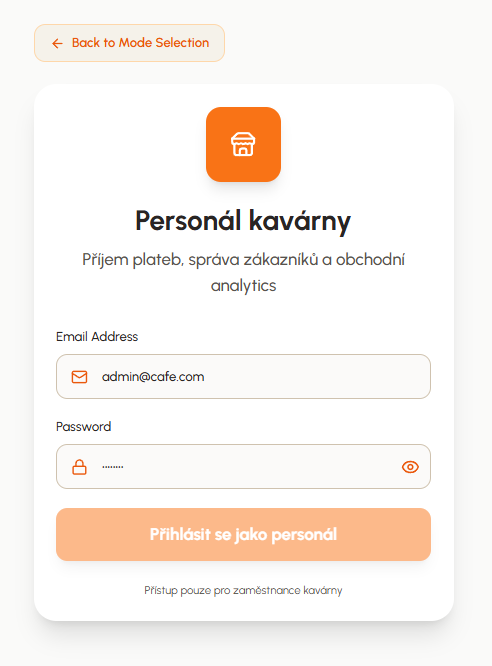 Back to Mode Selection
Personál kavárny
Příjem plateb, správa zákazníků a obchodní
analytics
Email Address
admin@cafe.com
Password
Přihlásit se jako personál
Přístup pouze pro zaměstnance kavárny